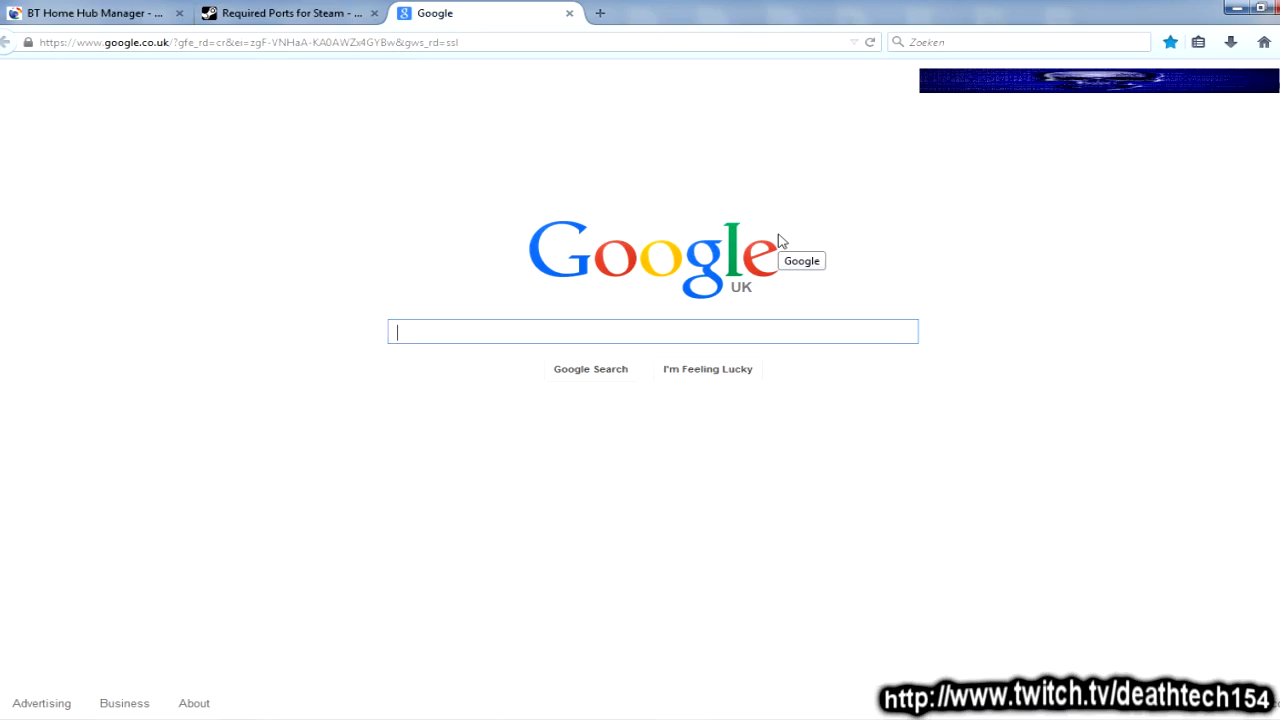 BT Home Hub Manager - ...
Required Ports for Steam - ...
Google
https://www.google.co.uk/?gfe_rd=cr&ei=zgF-VNHaA-KA0AWZx4GYBw&gws_rd=ssl
Zoeken
Google
UK
Google
Google Search
I'm Feeling Lucky
Advertising
Business
About
http://www.twitch.tv/deathtech154